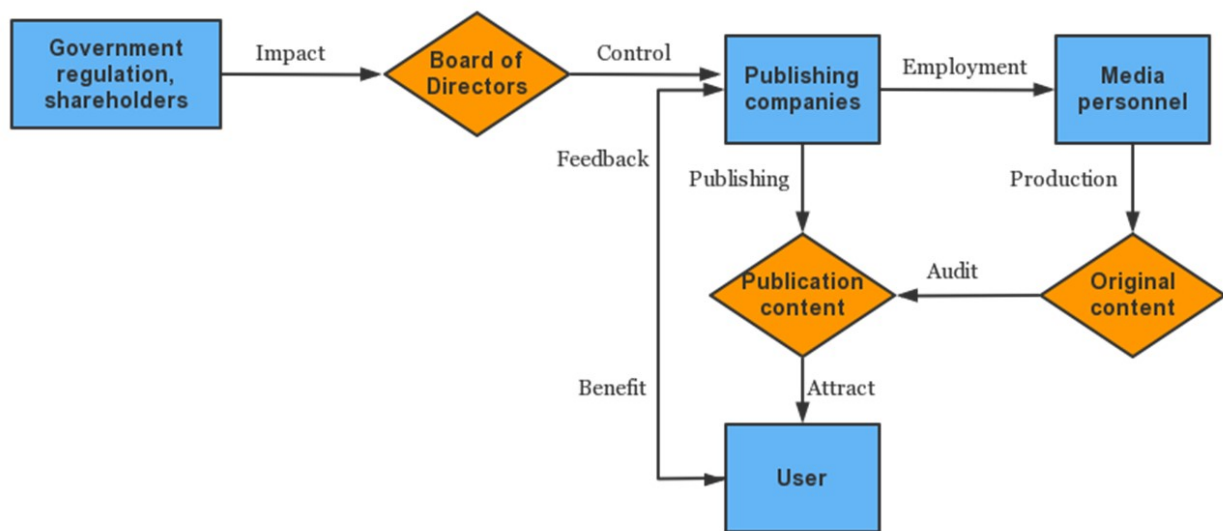 Government
regulation,
shareholders
Impact
Board of
Directors
Control
Publishing
companies
Employment
Media
personnel
Feedback
Publishing
Production
Publication
content
Audit
Original
content
Benefit
Attract
User